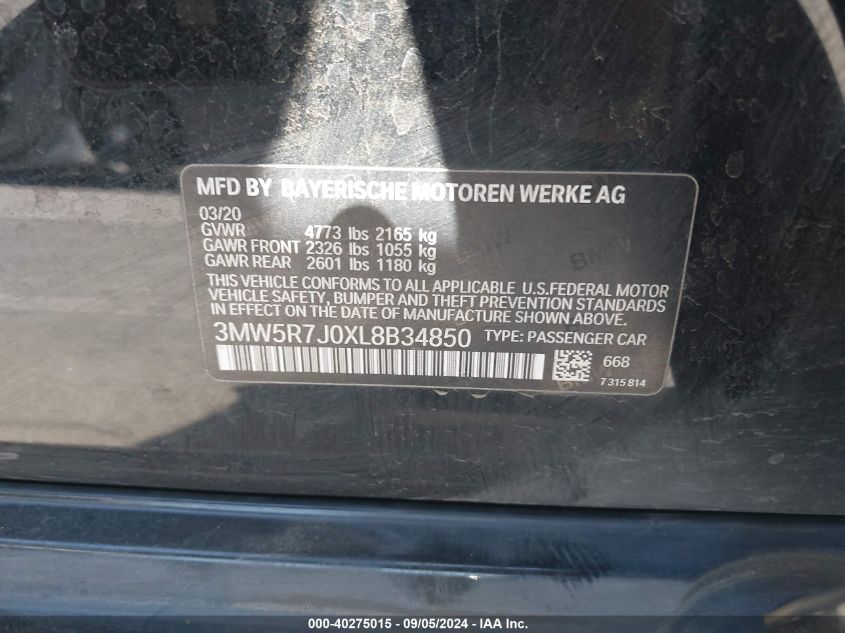 MFD BY BAYERISCHE MOTOREN WERKE AG
03/20
GVWR 4773 lbs 2165 kg
GAWR FRONT 2326 lbs 1055 kg
GAWR REAR 2601 lbs 1180 kg
THIS VEHICLE CONFORMS TO ALL APPLICABLE U.S.FEDERAL MOTOR
VEHICLE SAFETY, BUMPER AND THEFT PREVENTION STANDARDS
IN EFFECT ON THE DATE OF MANUFACTURE SHOWN ABOVE.
3MW5R7J0XL8B34850 TYPE: PASSENGER CAR
668
7 315 814
000-40275015 - 09/05/2024 - IAA Inc.